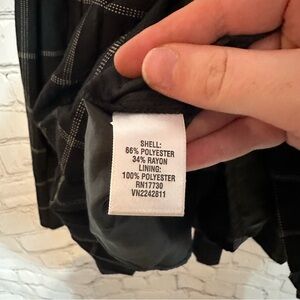 SHELL:
66% POLYESTER
34% RAYON
LINING:
100% POLYESTER
RN17730
VN2242811